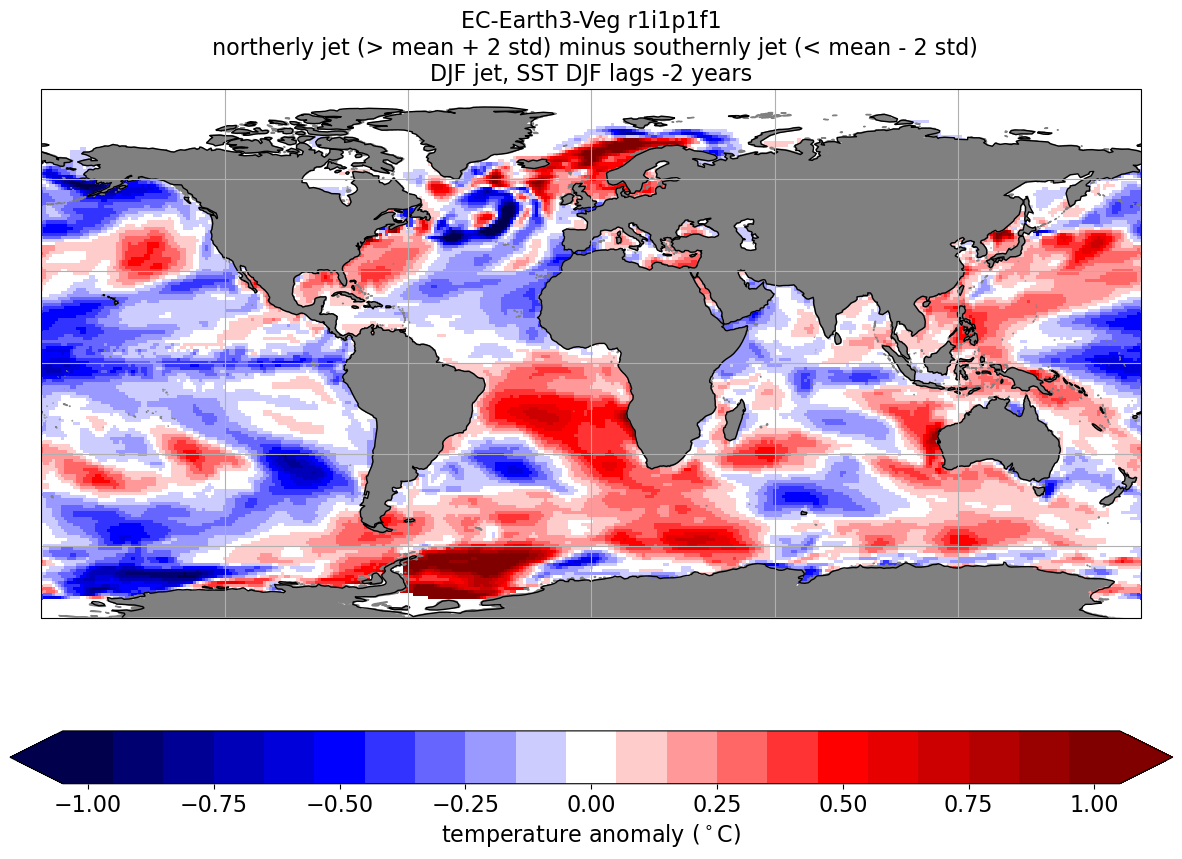 EC-Earth3-Veg r1i1p1f1
northerly jet (> mean + 2 std) minus southernly jet (< mean - 2 std)
DJF jet, SST DJF lags -2 years
−1.00 −0.75 −0.50 −0.25 0.00 0.25 0.50 0.75 1.00
temperature anomaly (°C)